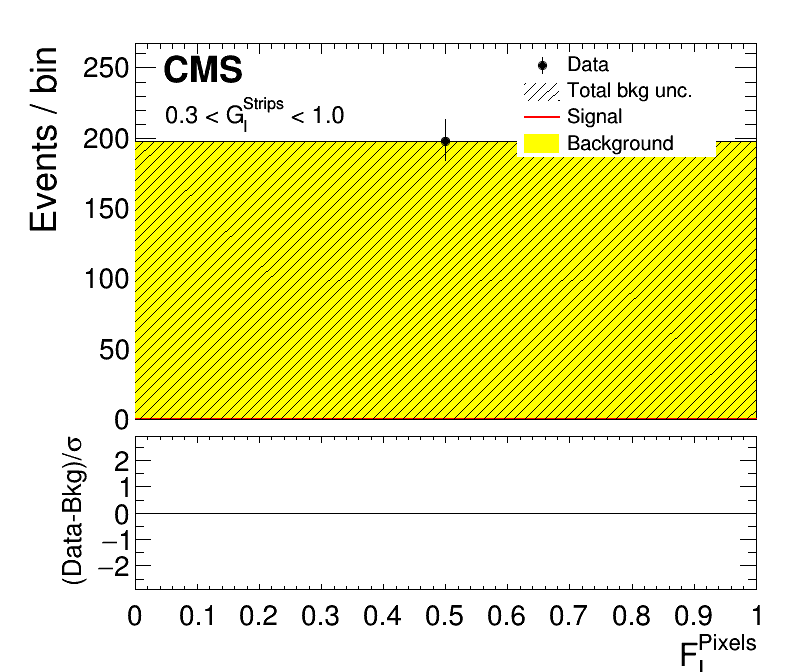 Events / bin
250
200
150
100
50
0
CMS
0.3 < G_I^Strips < 1.0
Data
Total bkg unc.
Signal
Background
(Data-Bkg)/σ
2
1
0
−1
−2
0 0.1 0.2 0.3 0.4 0.5 0.6 0.7 0.8 0.9 1
F_I^Pixels